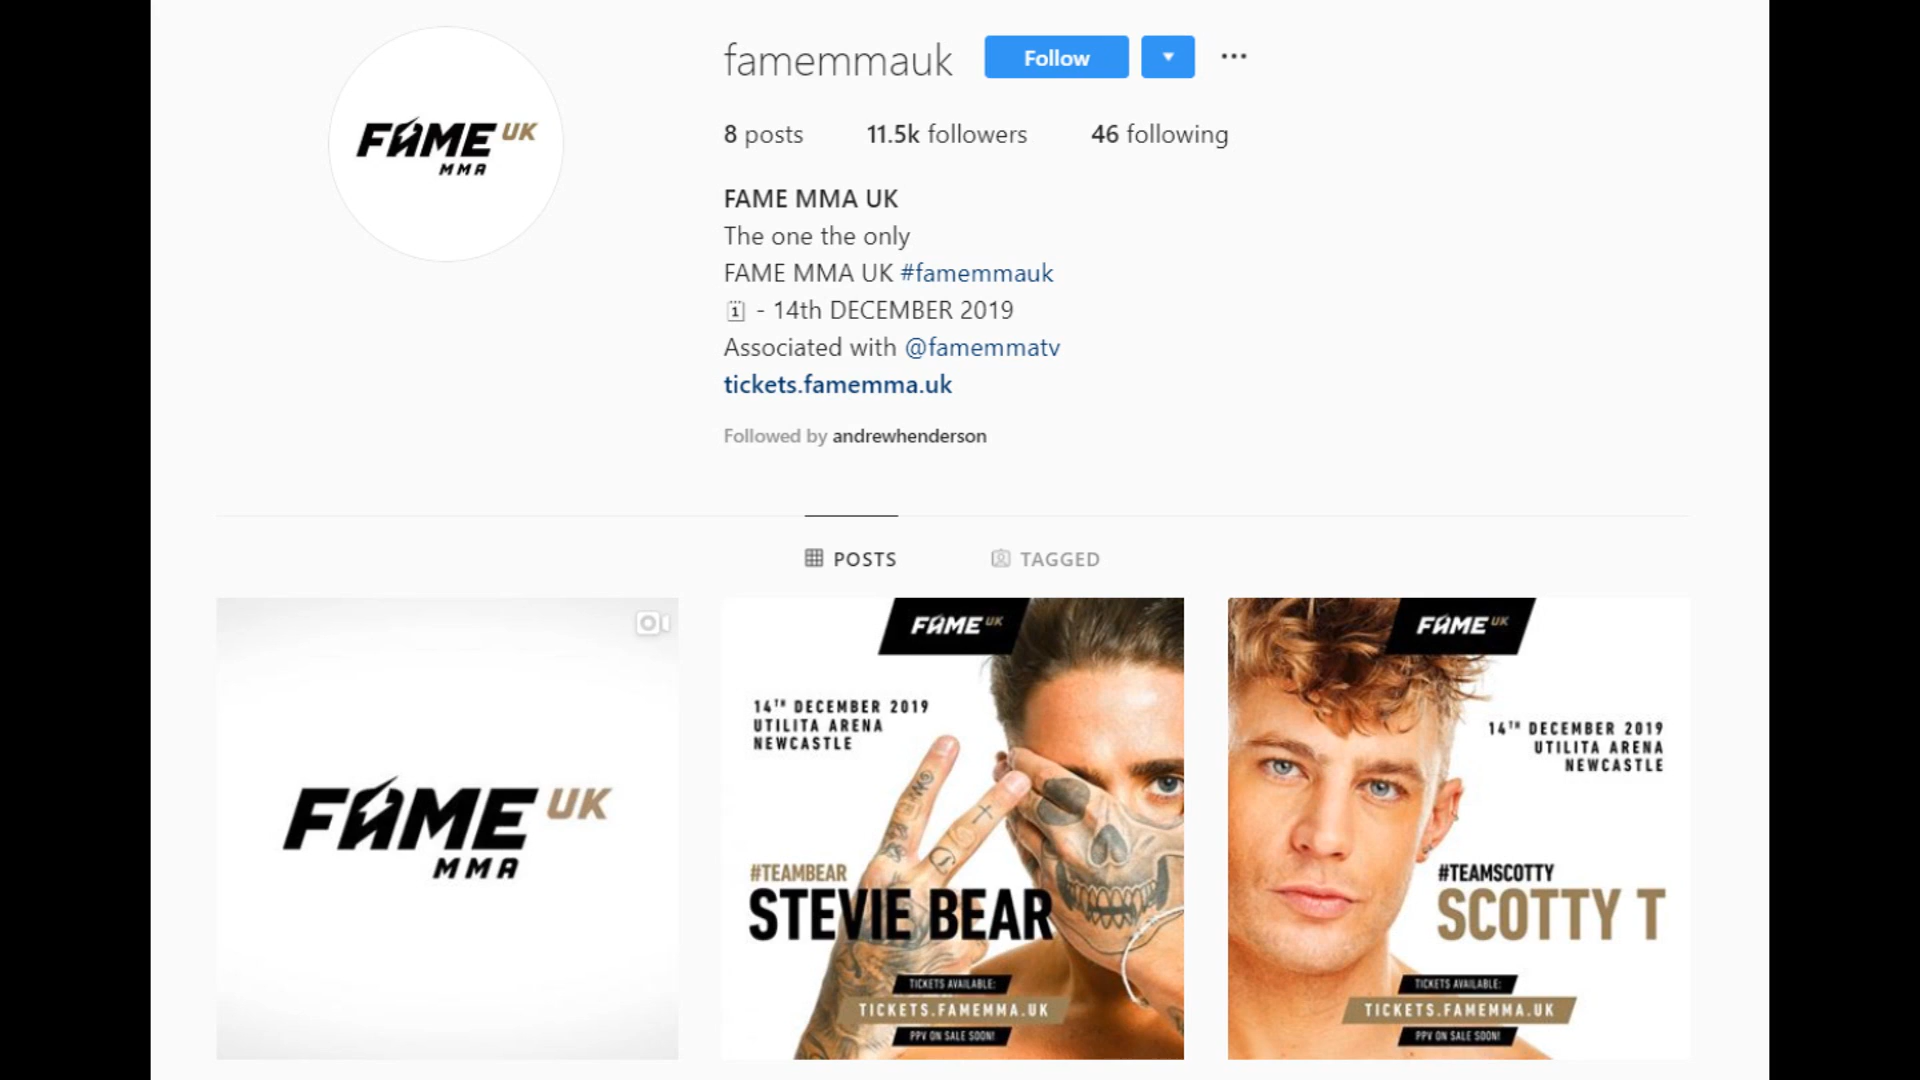 famemmauk
Follow
8 posts
11.5k followers
46 following
FAME UK
MMA
FAME MMA UK
The one the only
FAME MMA UK #famemmauk
- 14th DECEMBER 2019
Associated with @famemmatv
tickets.famemma.uk
Followed by andrewhenderson
POSTS
TAGGED
FAME UK
MMA
FAME UK
14TH DECEMBER 2019
UTILITA ARENA
NEWCASTLE
#TEAMBEAR
STEVIE BEAR
TICKETS AVAILABLE:
TICKETS.FAMEMMA.UK
PPV ON SALE SOON!
FAME UK
14TH DECEMBER 2019
UTILITA ARENA
NEWCASTLE
#TEAMSCOTTY
SCOTTY T
TICKETS AVAILABLE:
TICKETS.FAMEMMA.UK
PPV ON SALE SOON!